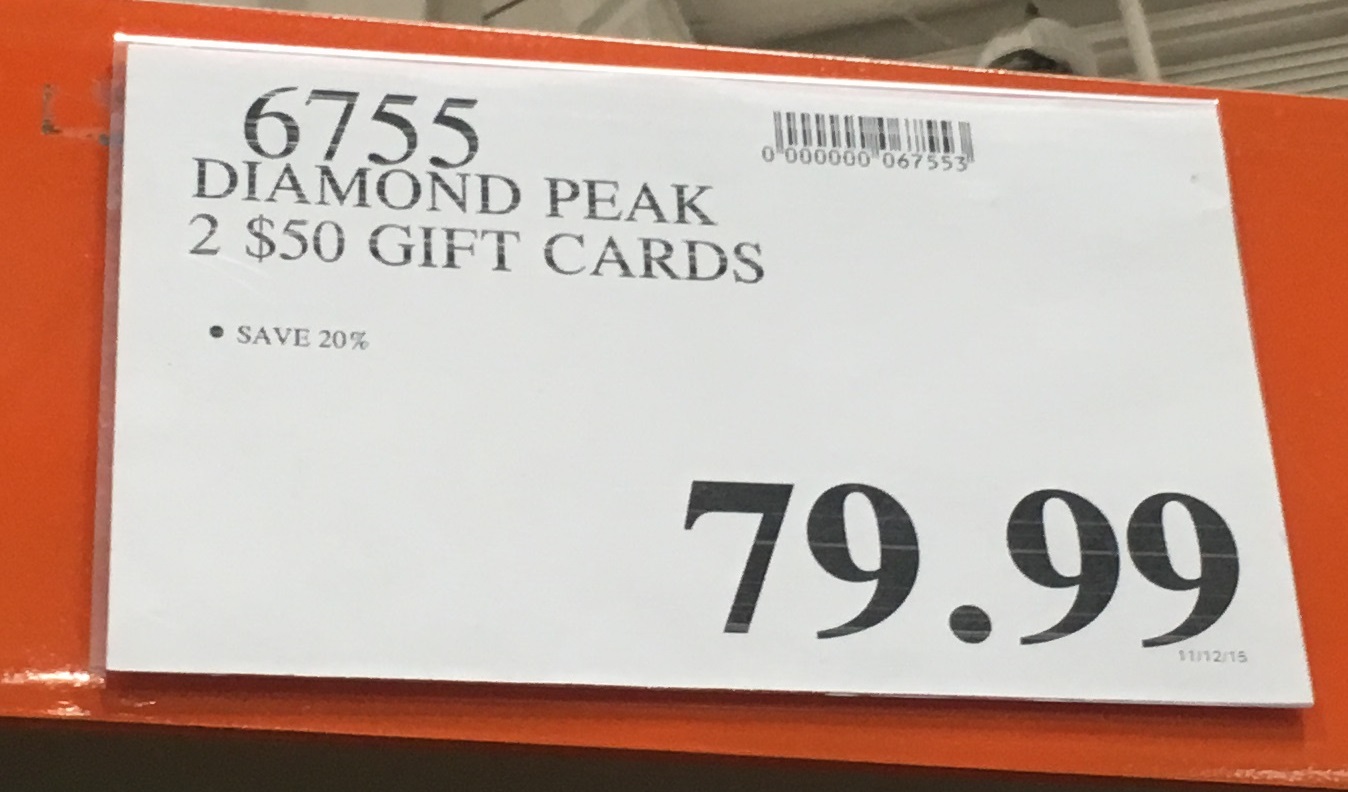 6755
0 000000 067553
DIAMOND PEAK
2 $50 GIFT CARDS
• SAVE 20%
79.99
11/12/15